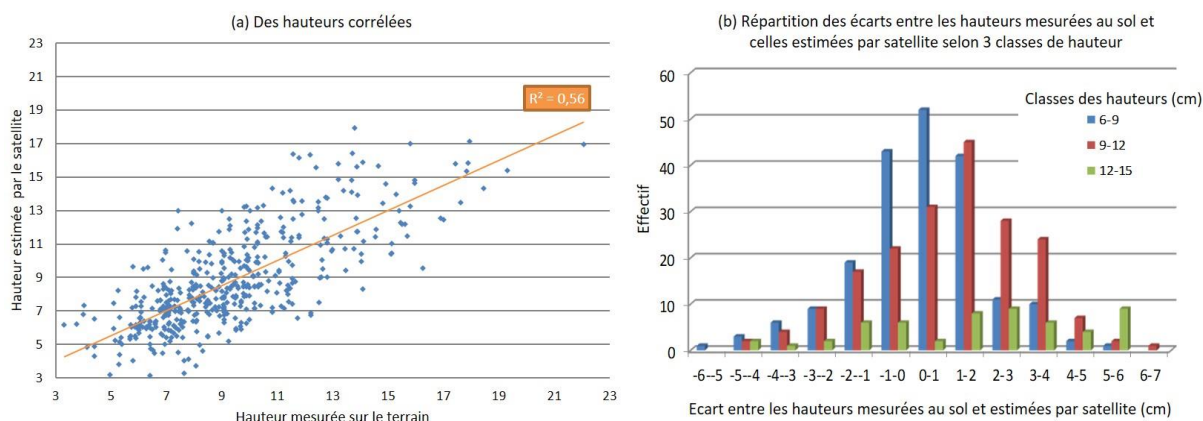 (a) Des hauteurs corrélées
Hauteur estimée par le satellite
23
21
19
17
15
13
11
9
7
5
3
R² = 0,56
3 5 7 9 11 13 15 17 19 21 23
Hauteur mesurée sur le terrain
(b) Répartition des écarts entre les hauteurs mesurées au sol et
celles estimées par satellite selon 3 classes de hauteur
Effectif
60
50
40
30
20
10
0
Classes des hauteurs (cm)
6-9
9-12
12-15
-6--5 -5--4 -4--3 -3--2 -2--1 -1-0 0-1 1-2 2-3 3-4 4-5 5-6 6-7
Ecart entre les hauteurs mesurées au sol et estimées par satellite (cm)